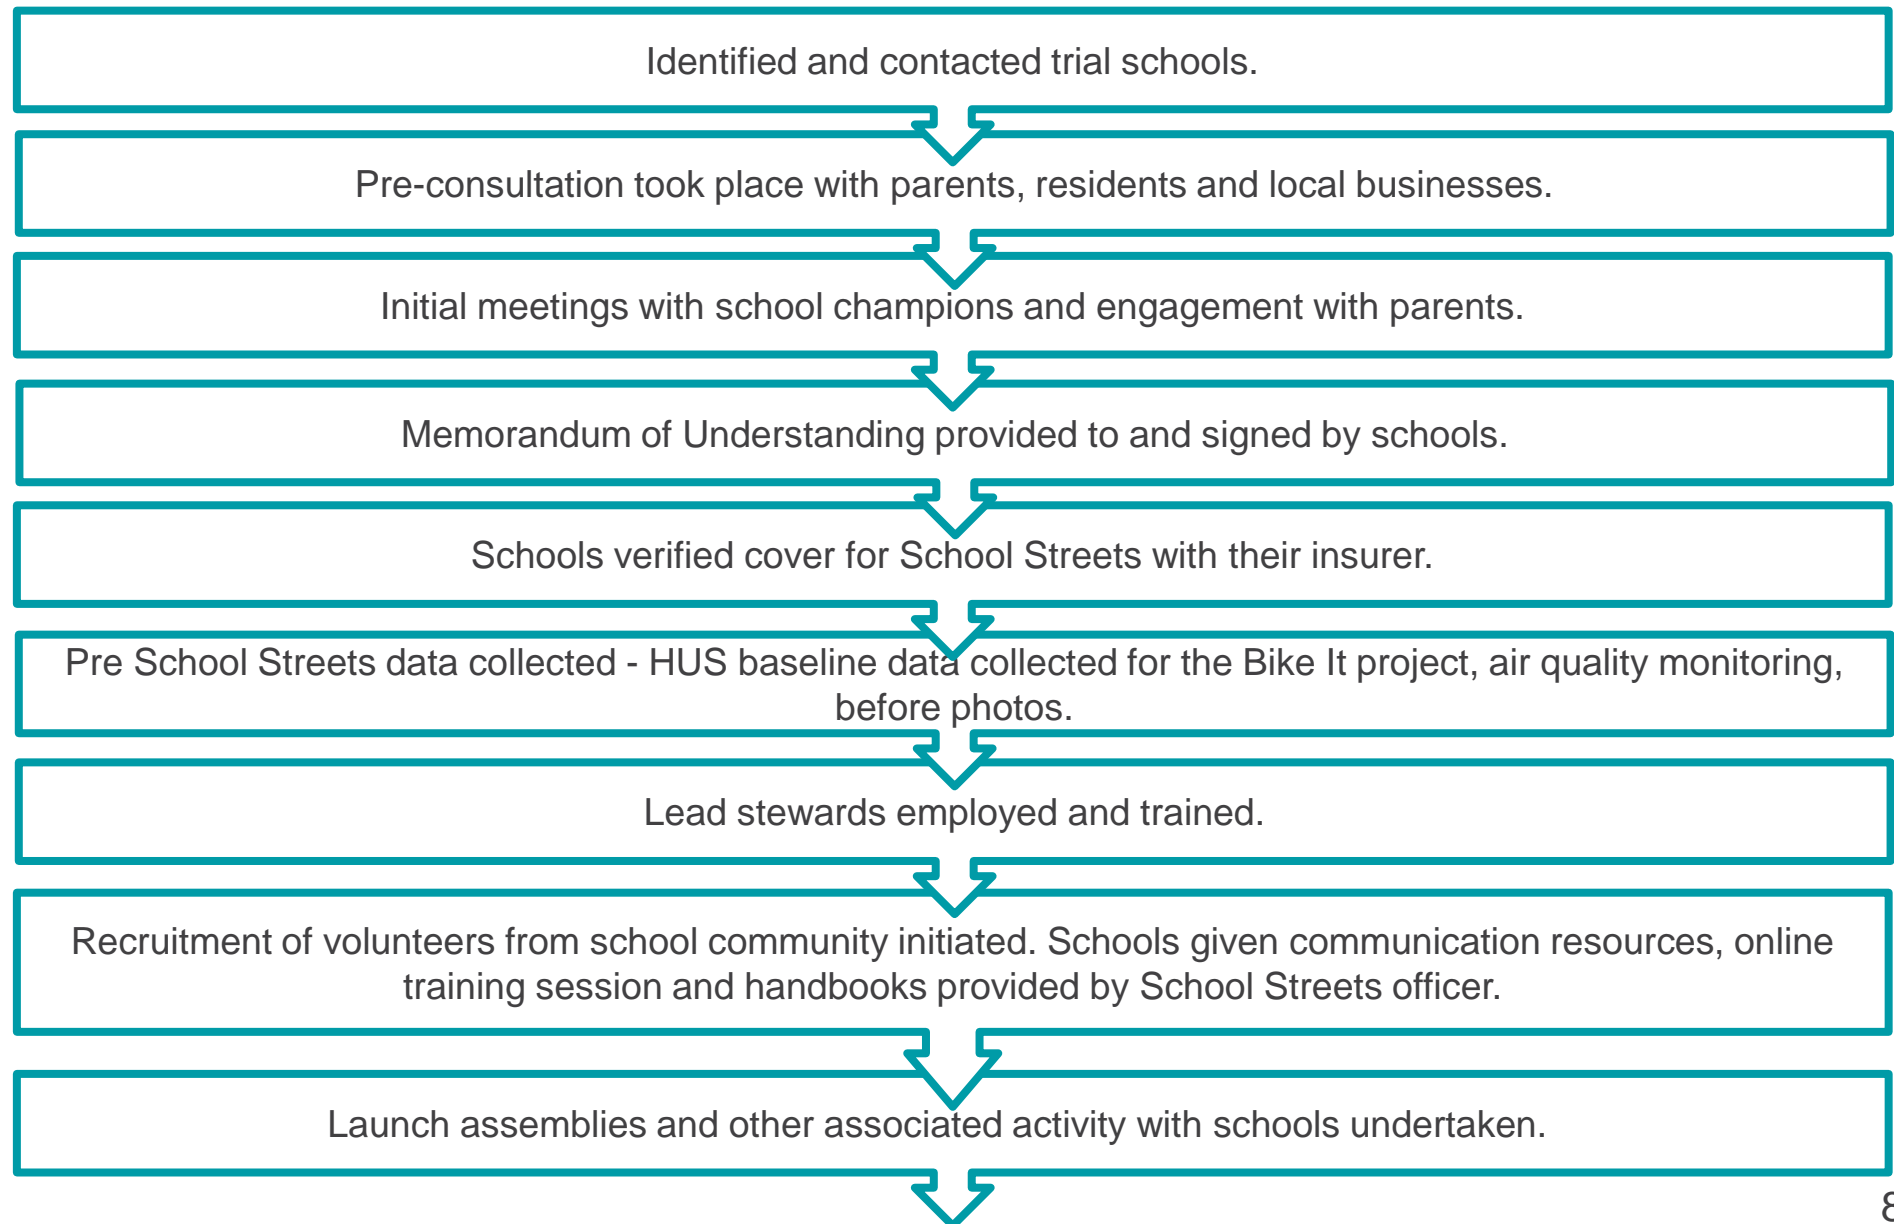 Identified and contacted trial schools.
Pre-consultation took place with parents, residents and local businesses.
Initial meetings with school champions and engagement with parents.
Memorandum of Understanding provided to and signed by schools.
Schools verified cover for School Streets with their insurer.
Pre School Streets data collected - HUS baseline data collected for the Bike It project, air quality monitoring,
before photos.
Lead stewards employed and trained.
Recruitment of volunteers from school community initiated. Schools given communication resources, online
training session and handbooks provided by School Streets officer.
Launch assemblies and other associated activity with schools undertaken.
8